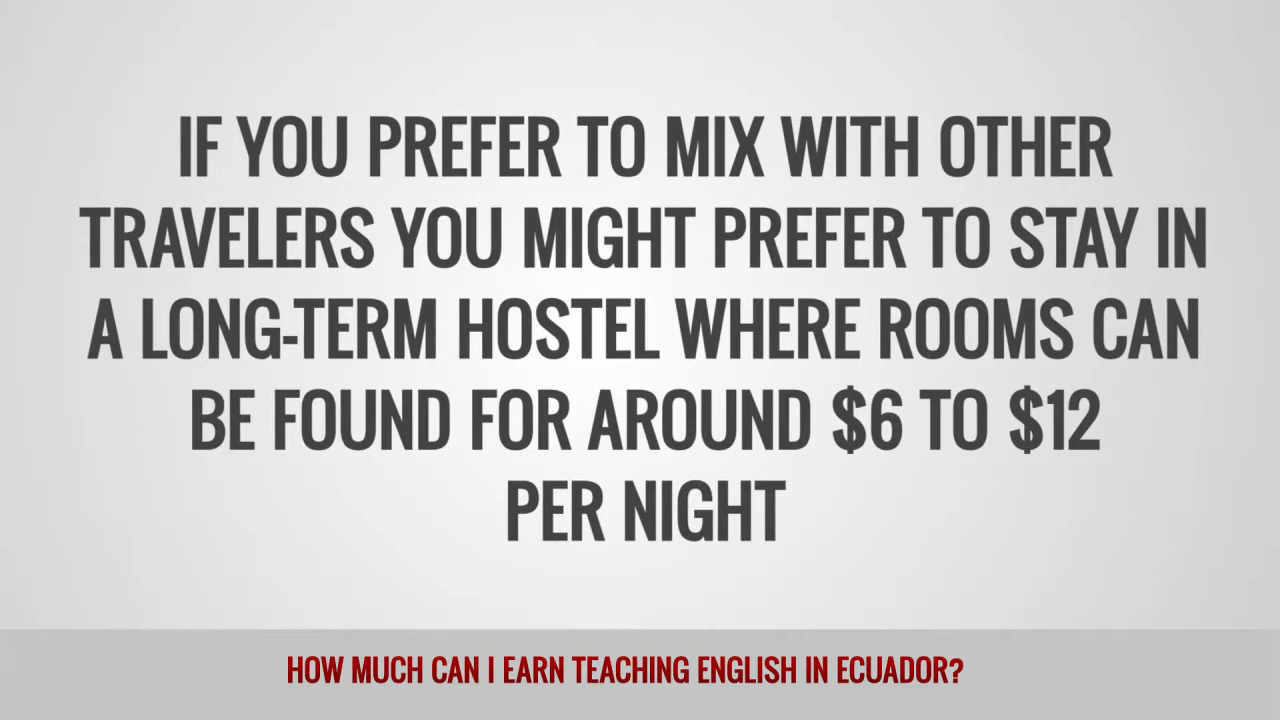 IF YOU PREFER TO MIX WITH OTHER
TRAVELERS YOU MIGHT PREFER TO STAY IN
A LONG-TERM HOSTEL WHERE ROOMS CAN
BE FOUND FOR AROUND $6 TO $12
PER NIGHT
HOW MUCH CAN I EARN TEACHING ENGLISH IN ECUADOR?